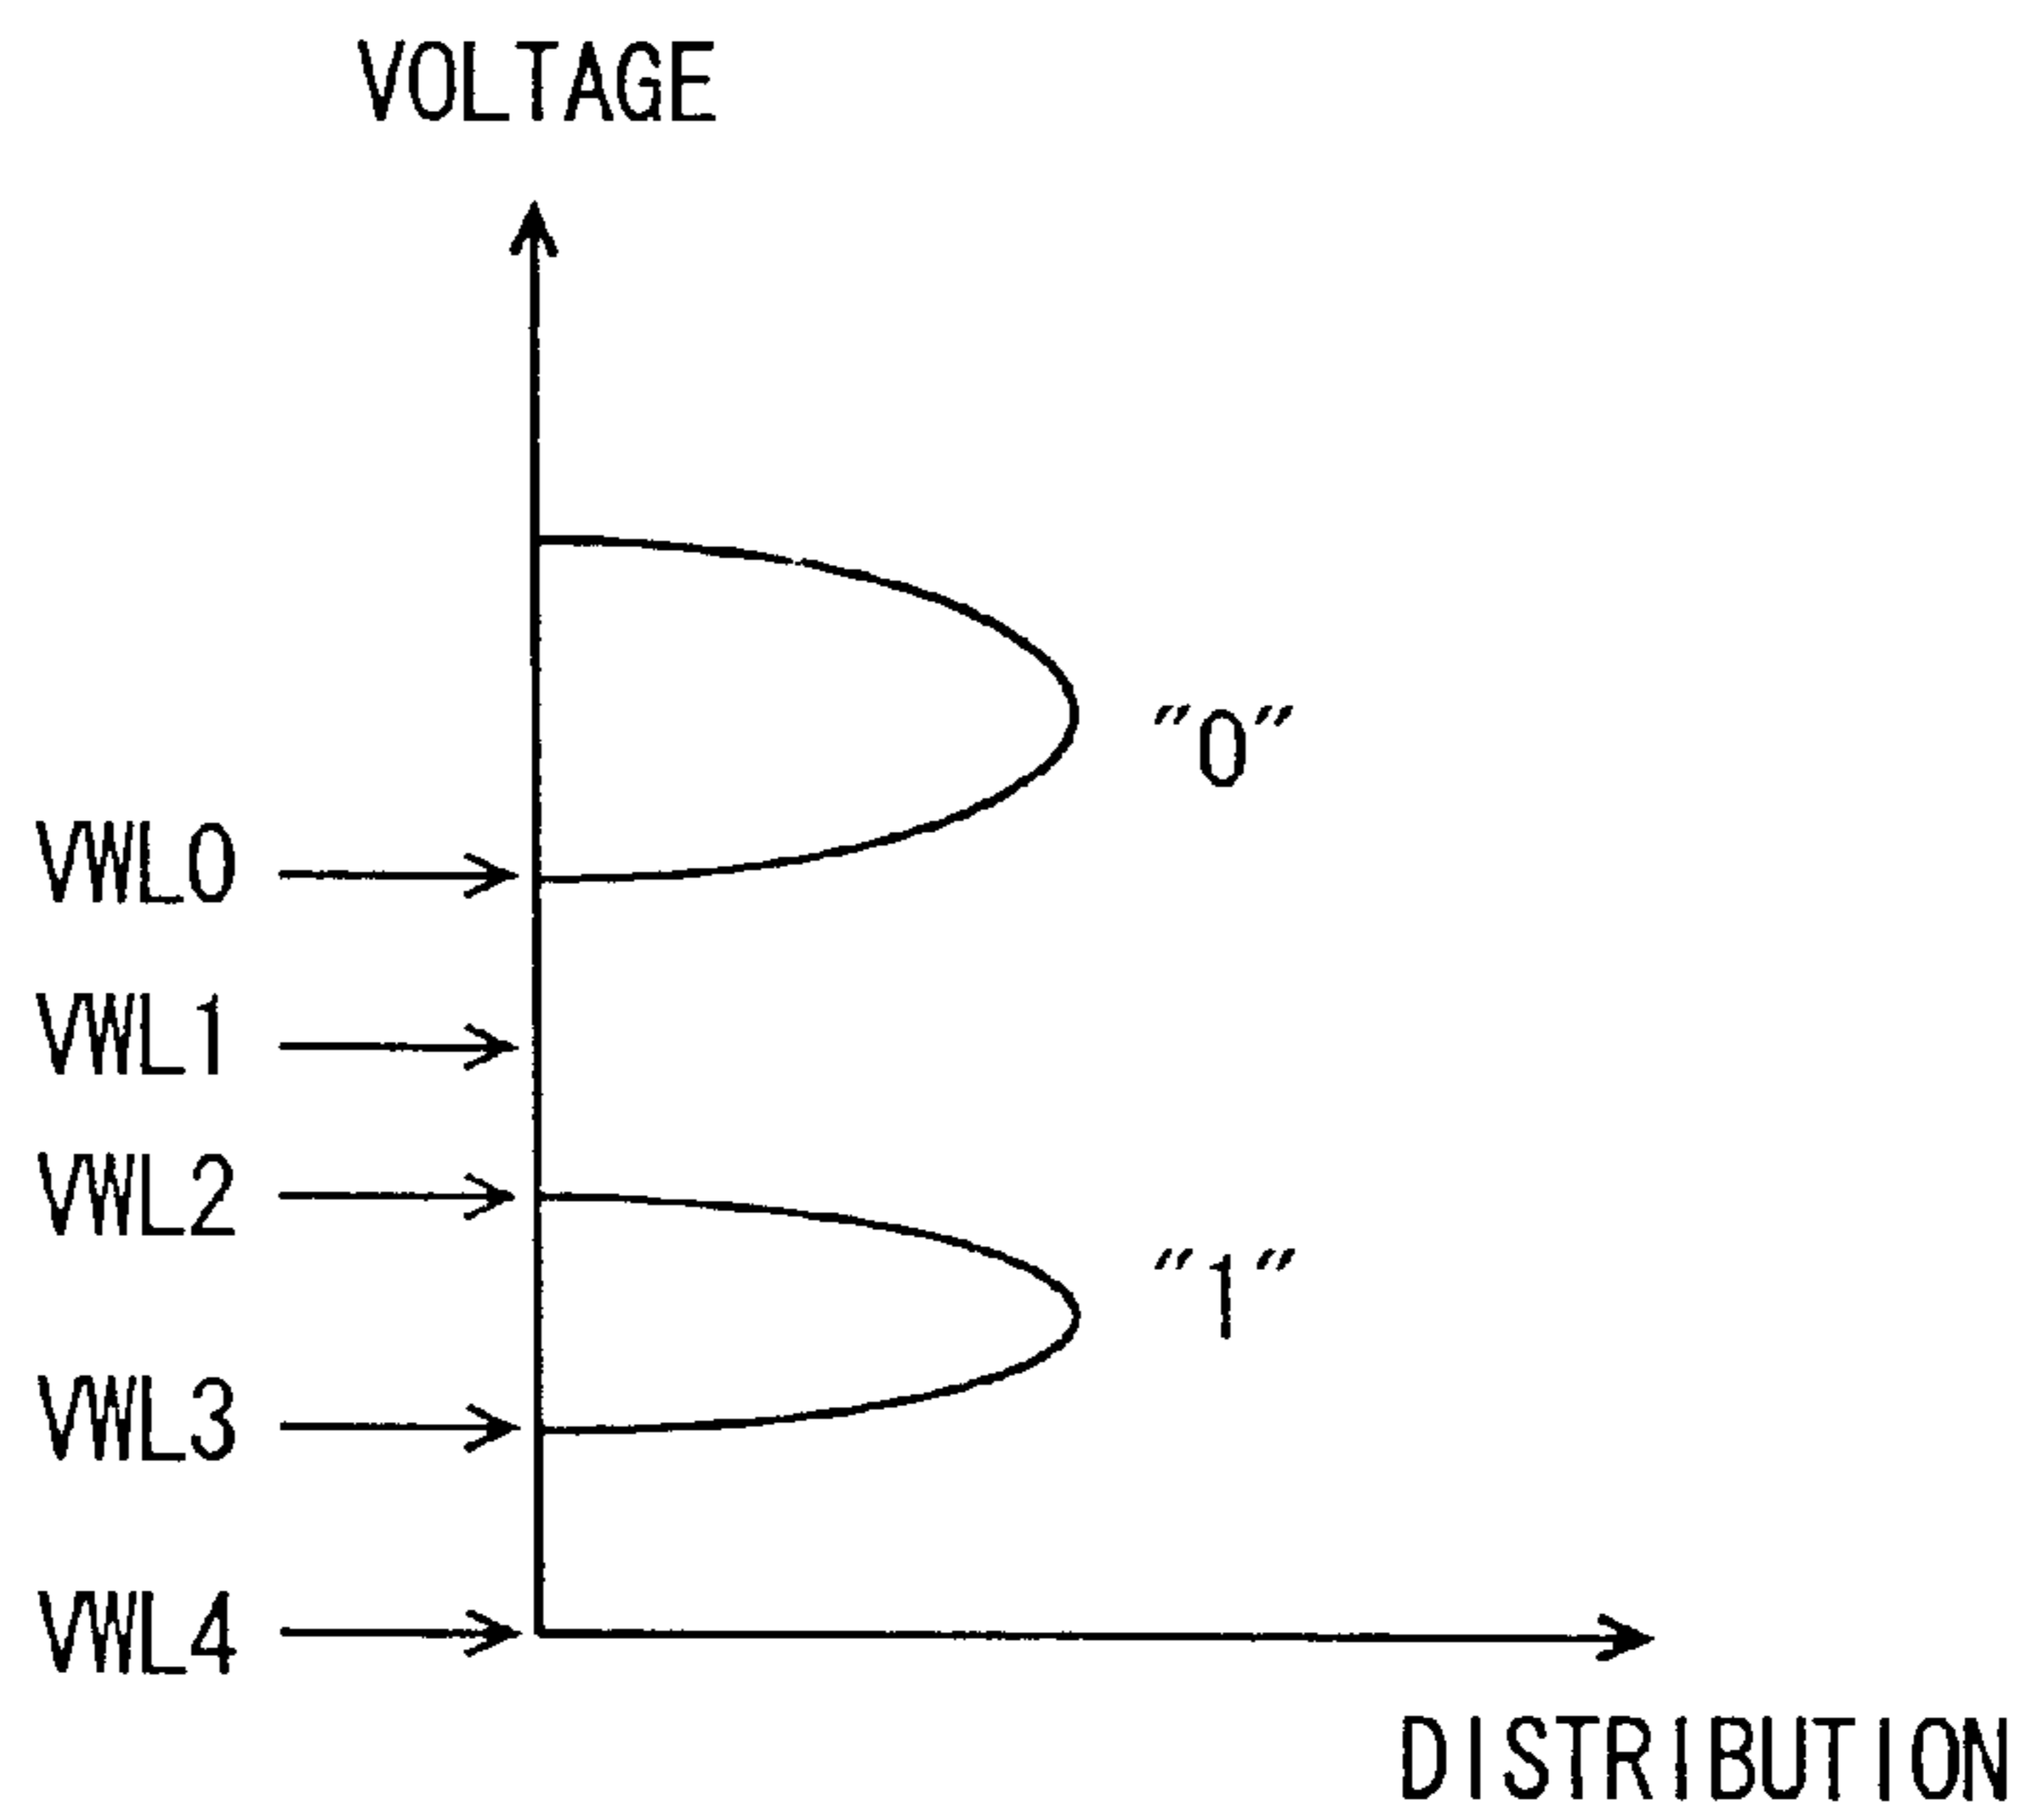 VOLTAGE
"0"
VWL0
VWL1
VWL2
"1"
VWL3
VWL4
DISTRIBUTION